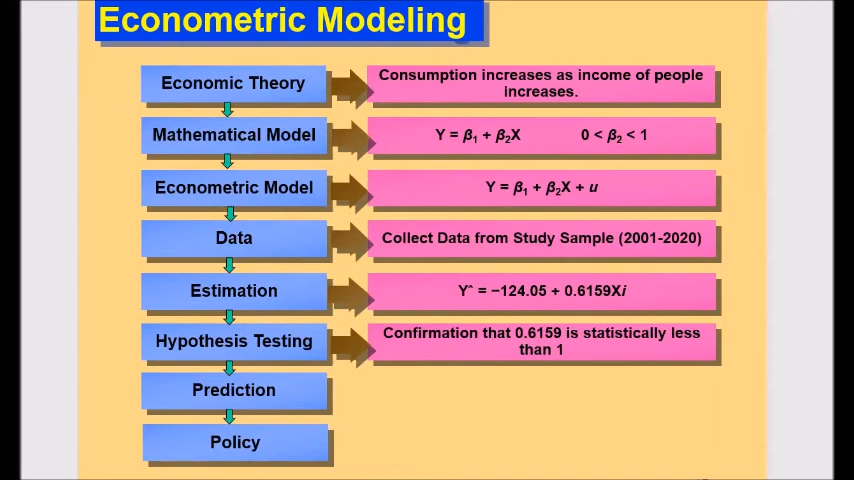 Econometric Modeling
Economic Theory
Consumption increases as income of people
increases.
Mathematical Model
Y = β₁ + β₂X 0 < β₂ < 1
Econometric Model
Y = β₁ + β₂X + u
Data
Collect Data from Study Sample (2001-2020)
Estimation
Yˆ = −124.05 + 0.6159Xi
Hypothesis Testing
Confirmation that 0.6159 is statistically less
than 1
Prediction
Policy